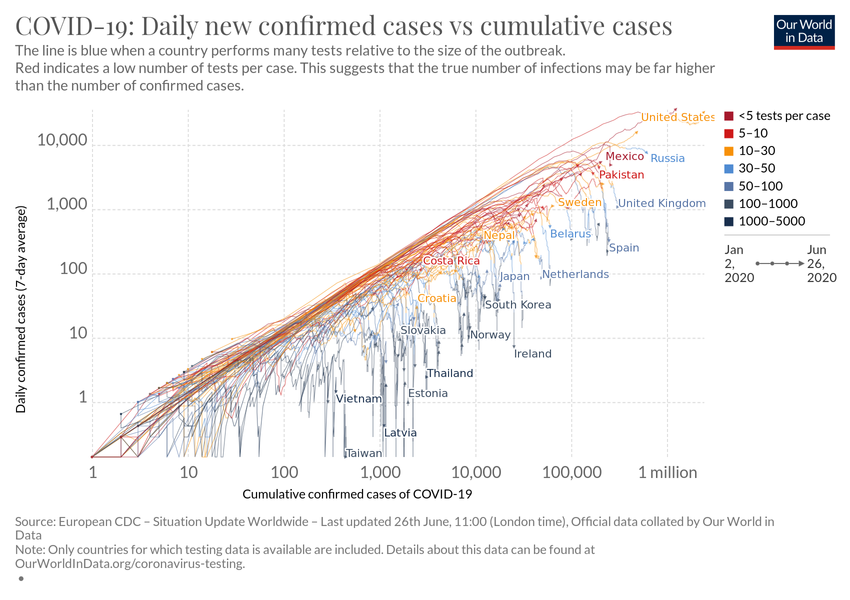 COVID-19: Daily new confirmed cases vs cumulative cases
Our World
in Data
The line is blue when a country performs many tests relative to the size of the outbreak.
Red indicates a low number of tests per case. This suggests that the true number of infections may be far higher
than the number of confirmed cases.
Daily confirmed cases (7-day average)
10,000
1,000
100
10
1
United States
Mexico
Russia
Pakistan
Sweden
United Kingdom
Nepal
Belarus
Spain
Costa Rica
Japan
Netherlands
Croatia
South Korea
Slovakia
Norway
Ireland
Thailand
Vietnam
Estonia
Latvia
Taiwan
<5 tests per case
5–10
10–30
30–50
50–100
100–1000
1000–5000
Jan
2,
2020
Jun
26,
2020
1
10
100
1,000
10,000
100,000
1 million
Cumulative confirmed cases of COVID-19
Source: European CDC – Situation Update Worldwide – Last updated 26th June, 11:00 (London time), Official data collated by Our World in
Data
Note: Only countries for which testing data is available are included. Details about this data can be found at
OurWorldInData.org/coronavirus-testing.
•